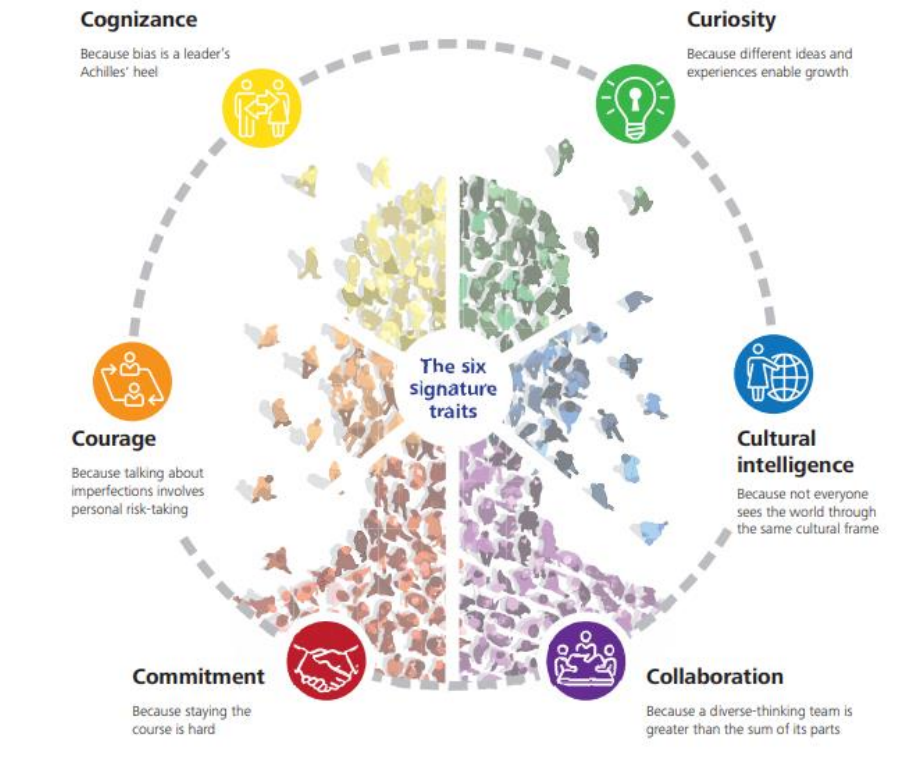 Cognizance
Because bias is a leader's
Achilles' heel
Curiosity
Because different ideas and
experiences enable growth
The six
signature
traits
Courage
Because talking about
imperfections involves
personal risk-taking
Cultural
intelligence
Because not everyone
sees the world through
the same cultural frame
Commitment
Because staying the
course is hard
Collaboration
Because a diverse-thinking team is
greater than the sum of its parts